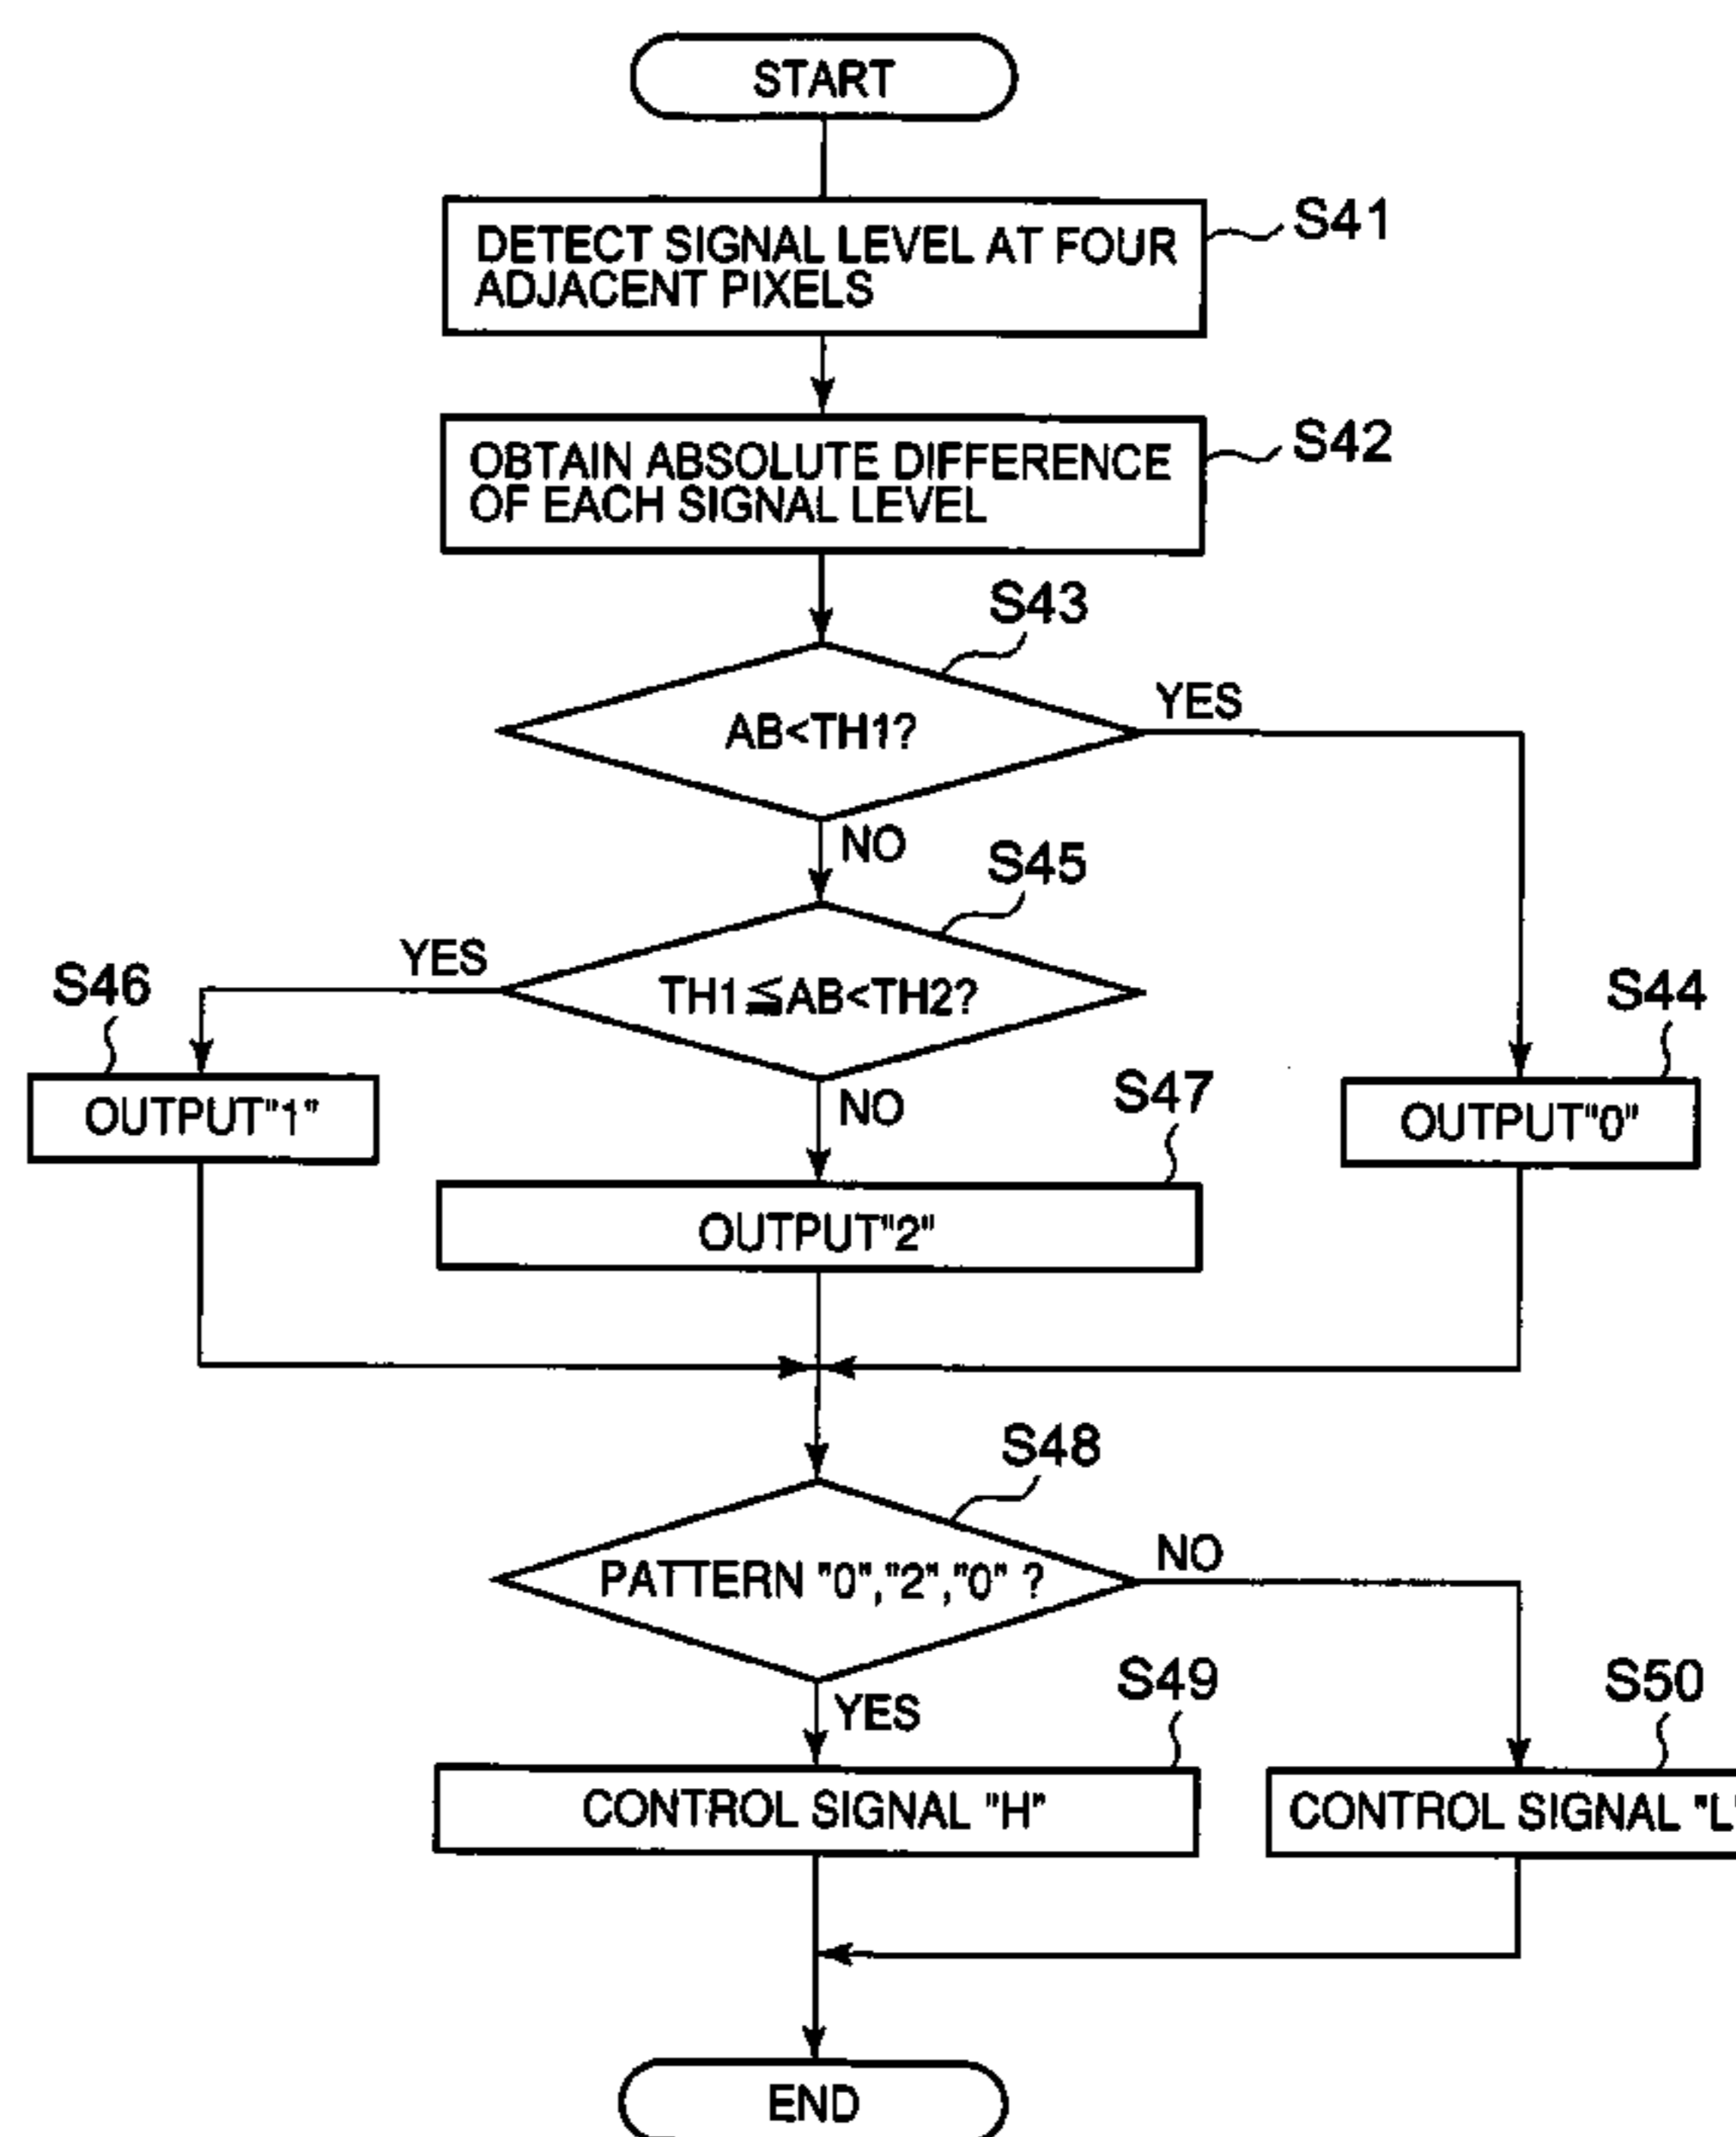 START
DETECT SIGNAL LEVEL AT FOUR
ADJACENT PIXELS
S41
OBTAIN ABSOLUTE DIFFERENCE
OF EACH SIGNAL LEVEL
S42
S43
AB<TH1?
YES
NO
S45
YES
TH1≦AB<TH2?
S46
S44
OUTPUT"1"
NO
S47
OUTPUT"0"
OUTPUT"2"
S48
PATTERN "0","2","0" ?
NO
YES
S49
S50
CONTROL SIGNAL "H"
CONTROL SIGNAL "L"
END